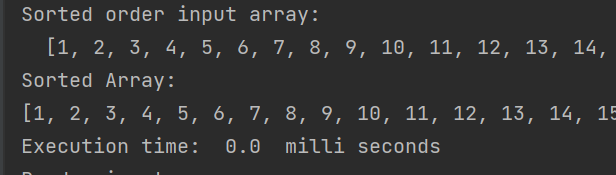 Sorted order input array:
[1, 2, 3, 4, 5, 6, 7, 8, 9, 10, 11, 12, 13, 14,
Sorted Array:
[1, 2, 3, 4, 5, 6, 7, 8, 9, 10, 11, 12, 13, 14, 15
Execution time:  0.0  milli seconds